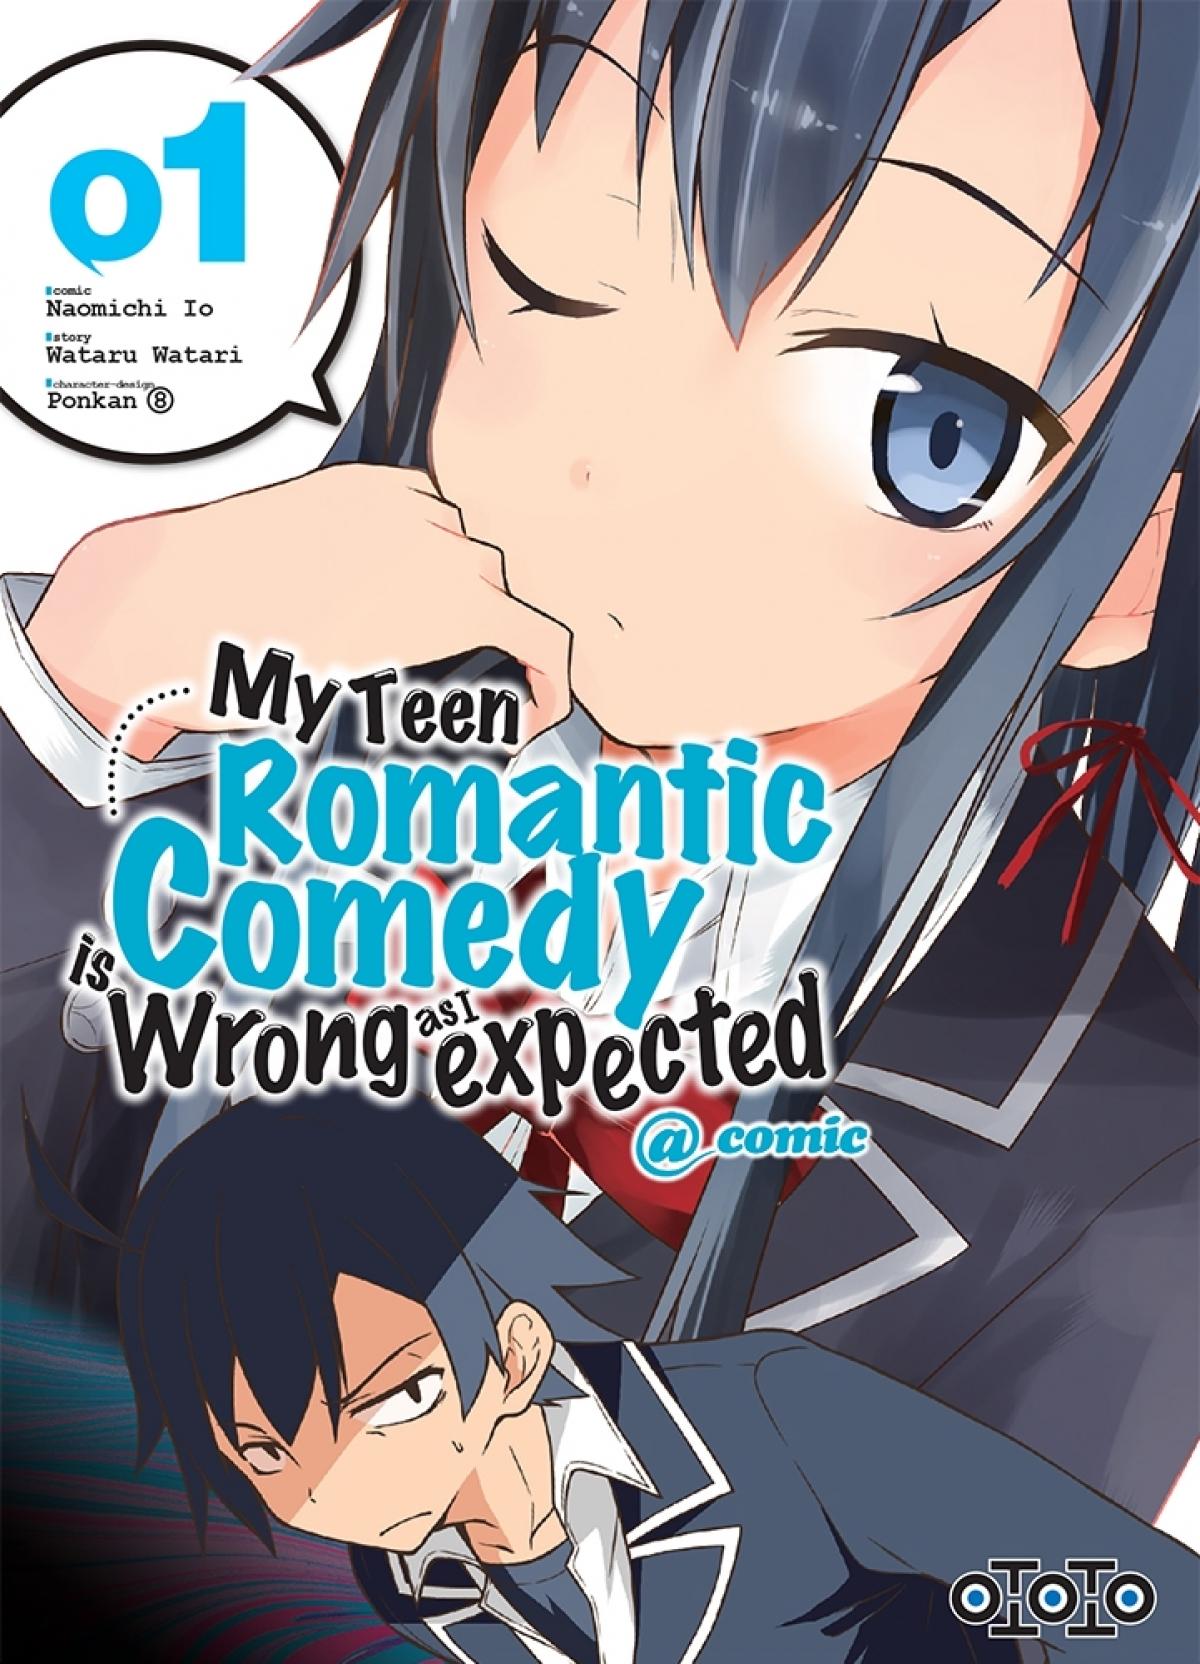 01
comic
Naomichi Io
story
Wataru Watari
character-design
Ponkan ⑧
My Teen
Romantic
Comedy
is
Wrong as I expected
@ comic
OTOTO